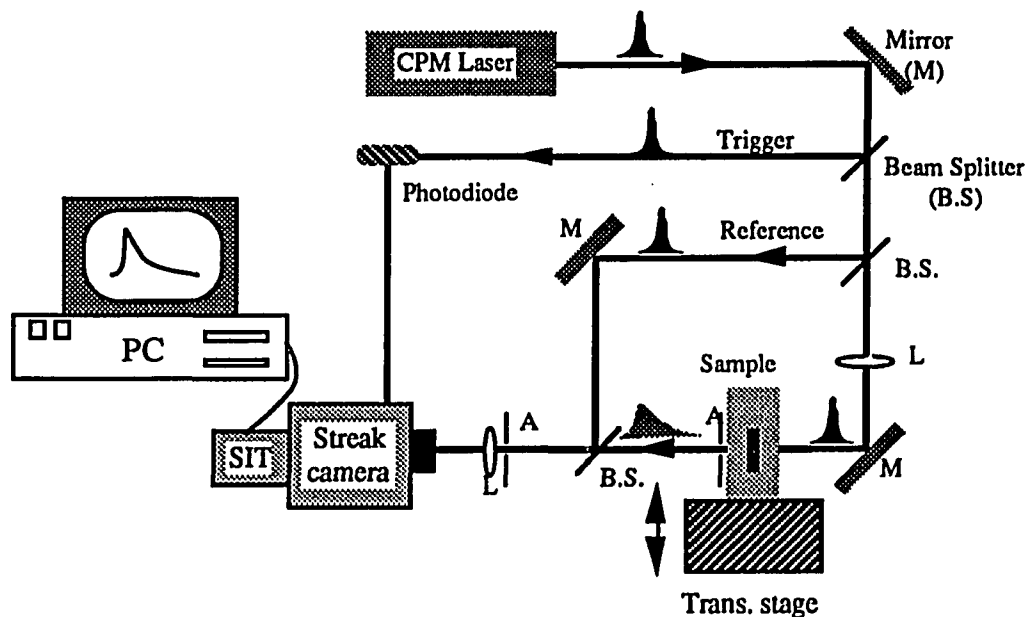 CPM Laser
Mirror
(M)
Trigger
Photodiode
Beam Splitter
(B.S)
M
Reference
B.S.
PC
L
Sample
A
A
SIT
Streak
camera
L
B.S.
M
Trans. stage